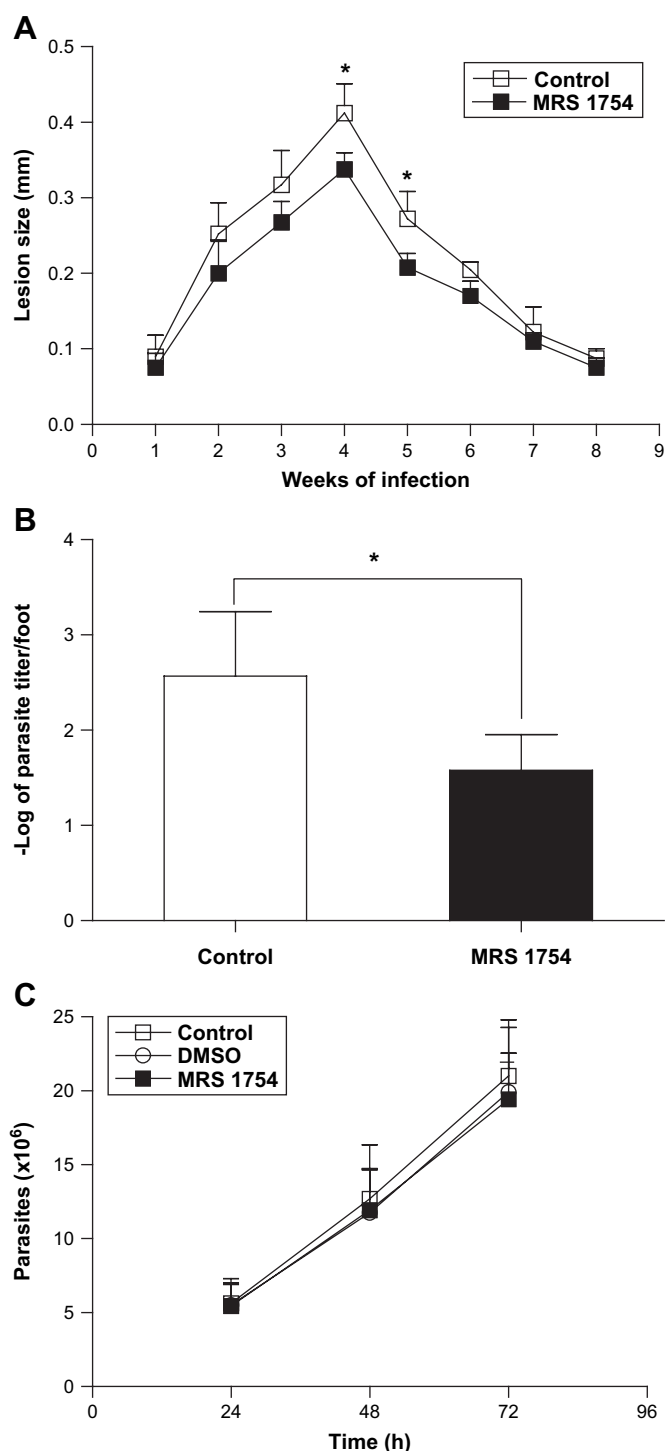 A
Lesion size (mm)
0.5
0.4
0.3
0.2
0.1
0.0
*
*
Control
MRS 1754
0 1 2 3 4 5 6 7 8 9
Weeks of infection
B
-Log of parasite titer/foot
4
3
2
1
0
*
Control MRS 1754
C
Parasites (x10⁶)
25
20
15
10
5
0
Control
DMSO
MRS 1754
0 24 48 72 96
Time (h)